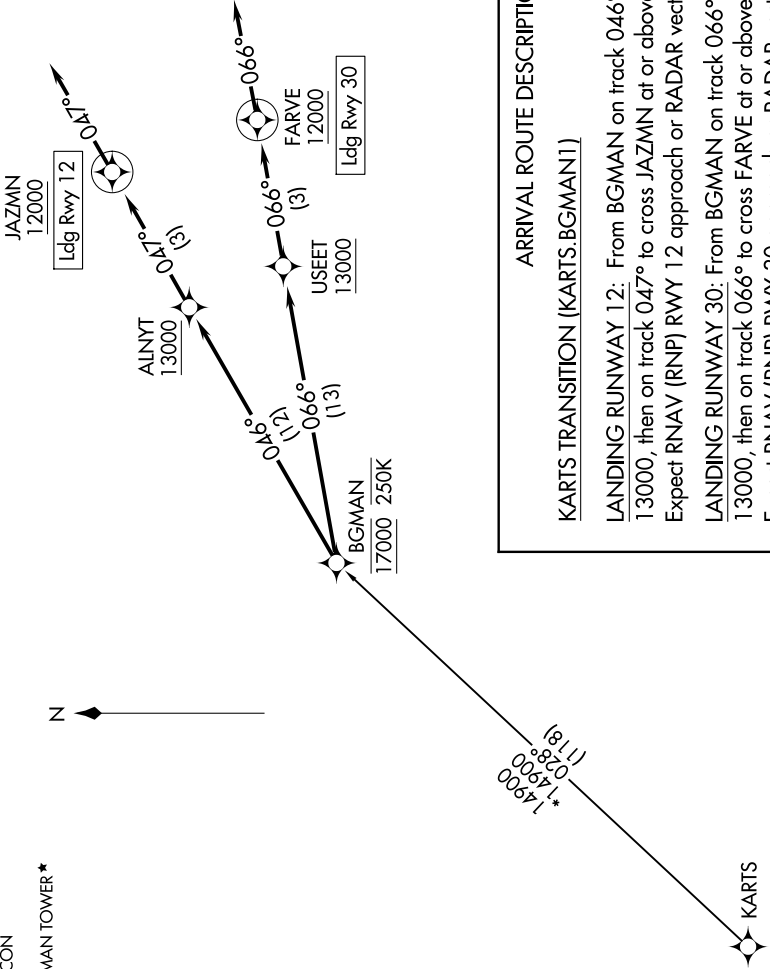 CON
MAN TOWER★
N
JAZMN
12000
Ldg Rwy 12
047°
047°
(3)
ALNYT
13000
046°
(12)
066°
FARVE
12000
Ldg Rwy 30
066°
(3)
USEET
13000
066°
(13)
BGMAN
17000 250K
14900
*14900
028°
(118)
KARTS
ARRIVAL ROUTE DESCRIPTIO
KARTS TRANSITION (KARTS.BGMAN1)
LANDING RUNWAY 12: From BGMAN on track 046°
13000, then on track 047° to cross JAZMN at or above
Expect RNAV (RNP) RWY 12 approach or RADAR vect
LANDING RUNWAY 30: From BGMAN on track 066°
13000, then on track 066° to cross FARVE at or above